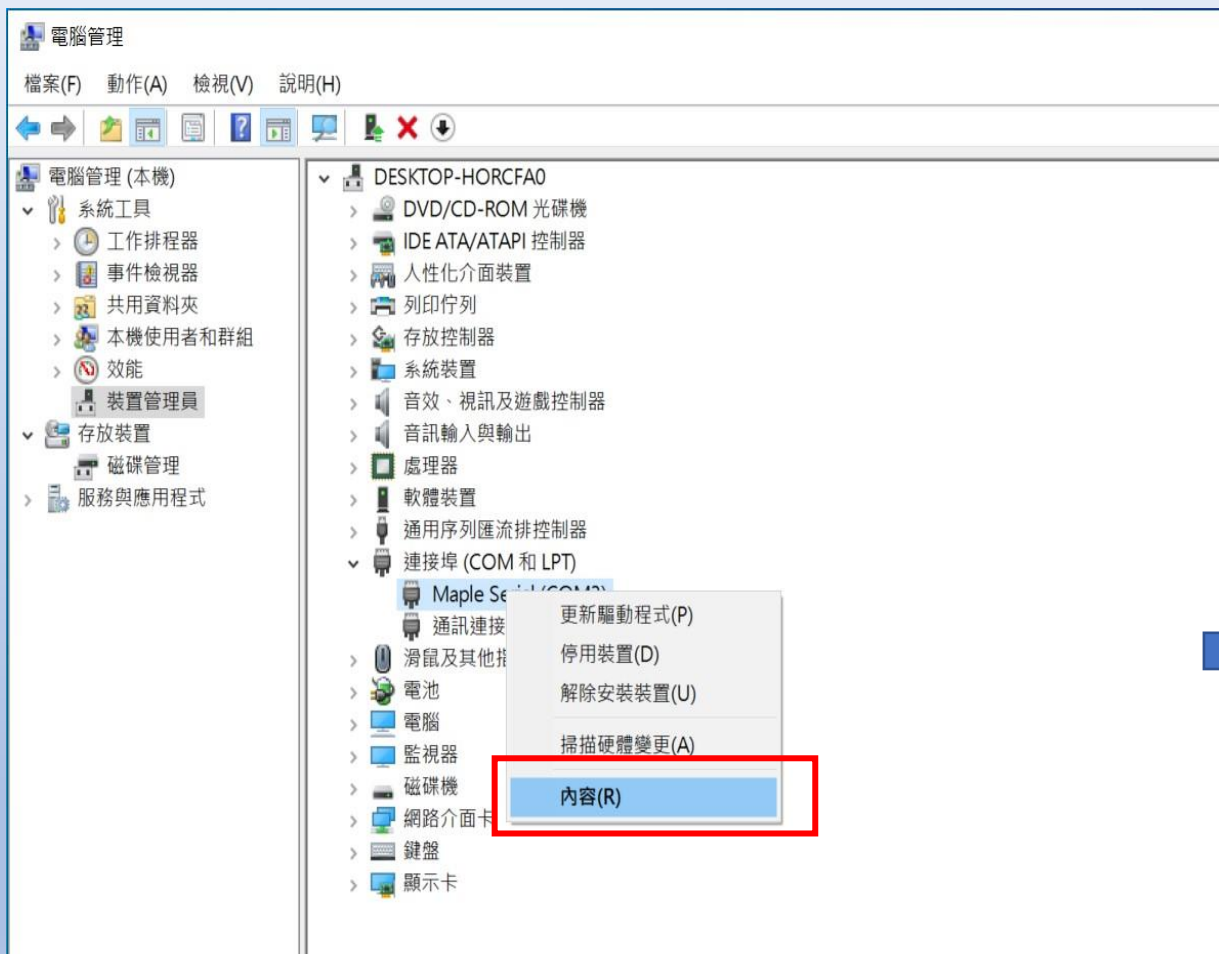 電腦管理
檔案(F) 動作(A) 檢視(V) 說明(H)
電腦管理 (本機)
系統工具
工作排程器
事件檢視器
共用資料夾
本機使用者和群組
效能
裝置管理員
存放裝置
磁碟管理
服務與應用程式
DESKTOP-HORCFA0
DVD/CD-ROM 光碟機
IDE ATA/ATAPI 控制器
人性化介面裝置
列印佇列
存放控制器
系統裝置
音效、視訊及遊戲控制器
音訊輸入與輸出
處理器
軟體裝置
通用序列匯流排控制器
連接埠 (COM 和 LPT)
Maple
通訊連接
滑鼠及其他
電池
電腦
監視器
磁碟機
網路介面卡
鍵盤
顯示卡
更新驅動程式(P)
停用裝置(D)
解除安裝裝置(U)
掃描硬體變更(A)
內容(R)